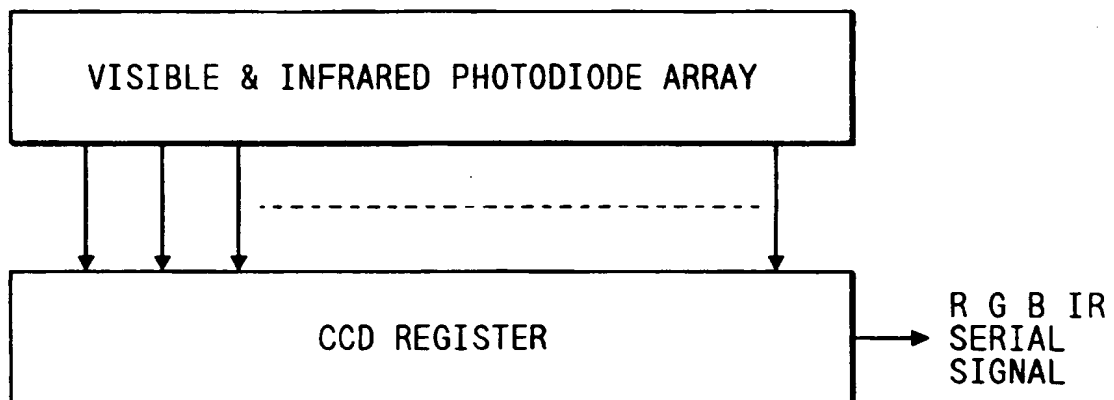 VISIBLE & INFRARED PHOTODIODE ARRAY
CCD REGISTER
R G B IR
SERIAL
SIGNAL